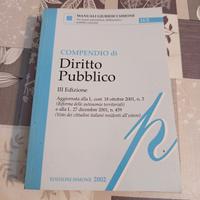 MANUALI GIURIDICI SIMONE
COMPENDIO di
Diritto
Pubblico
III Edizione
Aggiornata alla L. cost. 18 ottobre 2001, n. 3
(Riforma delle autonomie territoriali)
e alla L. 27 dicembre 2001, n. 459
(Voto dei cittadini italiani residenti all'estero)
p.
EDIZIONI SIMONE 2002